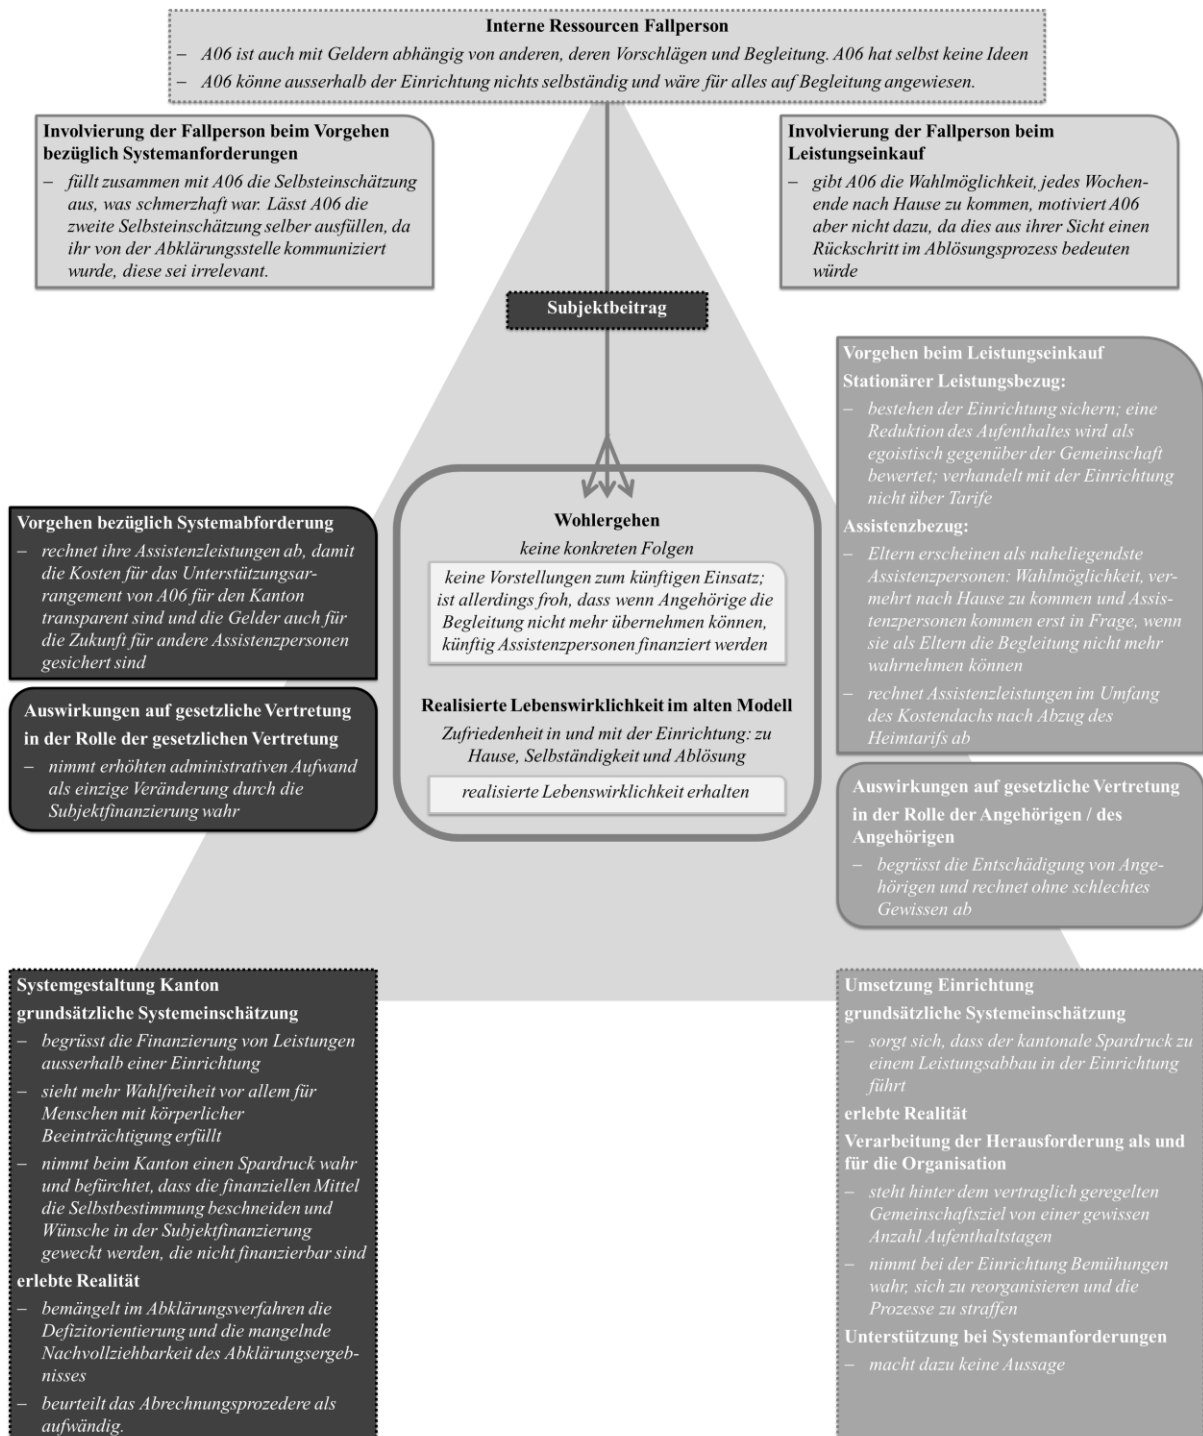 Interne Ressourcen Fallperson
– A06 ist auch mit Geldern abhängig von anderen, deren Vorschlägen und Begleitung. A06 hat selbst keine Ideen
– A06 könne ausserhalb der Einrichtung nichts selbständig und wäre für alles auf Begleitung angewiesen.
Involvierung der Fallperson beim Vorgehen
bezüglich Systemanforderungen
– füllt zusammen mit A06 die Selbsteinschätzung
aus, was schmerzhaft war. Lässt A06 die
zweite Selbsteinschätzung selber ausfüllen, da
ihr von der Abklärungsstelle kommuniziert
wurde, diese sei irrelevant.
Involvierung der Fallperson beim
Leistungseinkauf
– gibt A06 die Wahlmöglichkeit, jedes Wochen-
ende nach Hause zu kommen, motiviert A06
aber nicht dazu, da dies aus ihrer Sicht einen
Rückschritt im Ablösungsprozess bedeuten
würde
Subjektbeitrag
Vorgehen beim Leistungseinkauf
Stationärer Leistungsbezug:
– bestehen der Einrichtung sichern; eine
Reduktion des Aufenthaltes wird als
egoistisch gegenüber der Gemeinschaft
bewertet; verhandelt mit der Einrichtung
nicht über Tarife
Assistenzbezug:
– Eltern erscheinen als naheliegendste
Assistenzpersonen: Wahlmöglichkeit, ver-
mehrt nach Hause zu kommen und Assis-
tenzpersonen kommen erst in Frage, wenn
sie als Eltern die Begleitung nicht mehr
wahrnehmen können
– rechnet Assistenzleistungen im Umfang
des Kostendachs nach Abzug des
Heimtarifs ab
Vorgehen bezüglich Systemabforderung
– rechnet ihre Assistenzleistungen ab, damit
die Kosten für das Unterstützungsar-
rangement von A06 für den Kanton
transparent sind und die Gelder auch für
die Zukunft für andere Assistenzpersonen
gesichert sind
Wohlergehen
keine konkreten Folgen
keine Vorstellungen zum künftigen Einsatz;
ist allerdings froh, dass wenn Angehörige die
Begleitung nicht mehr übernehmen können,
künftig Assistenzpersonen finanziert werden
Realisierte Lebenswirklichkeit im alten Modell
Zufriedenheit in und mit der Einrichtung: zu
Hause, Selbständigkeit und Ablösung
realisierte Lebenswirklichkeit erhalten
Auswirkungen auf gesetzliche Vertretung
in der Rolle der gesetzlichen Vertretung
– nimmt erhöhten administrativen Aufwand
als einzige Veränderung durch die
Subjektfinanzierung wahr
Auswirkungen auf gesetzliche Vertretung
in der Rolle der Angehörigen / des
Angehörigen
– begrüsst die Entschädigung von Ange-
hörigen und rechnet ohne schlechtes
Gewissen ab
Systemgestaltung Kanton
grundsätzliche Systemeinschätzung
– begrüsst die Finanzierung von Leistungen
ausserhalb einer Einrichtung
– sieht mehr Wahlfreiheit vor allem für
Menschen mit körperlicher
Beeinträchtigung erfüllt
– nimmt beim Kanton einen Spardruck wahr
und befürchtet, dass die finanziellen Mittel
die Selbstbestimmung beschneiden und
Wünsche in der Subjektfinanzierung
geweckt werden, die nicht finanzierbar sind
erlebte Realität
– bemängelt im Abklärungsverfahren die
Defizitorientierung und die mangelnde
Nachvollziehbarkeit des Abklärungsergeb-
nisses
– beurteilt das Abrechnungsprozedere als
aufwändig.
Umsetzung Einrichtung
grundsätzliche Systemeinschätzung
– sorgt sich, dass der kantonale Spardruck zu
einem Leistungsabbau in der Einrichtung
führt
erlebte Realität
Verarbeitung der Herausforderung als und
für die Organisation
– steht hinter dem vertraglich geregelten
Gemeinschaftsziel von einer gewissen
Anzahl Aufenthaltstagen
– nimmt bei der Einrichtung Bemühungen
wahr, sich zu reorganisieren und die
Prozesse zu straffen
Unterstützung bei Systemanforderungen
– macht dazu keine Aussage